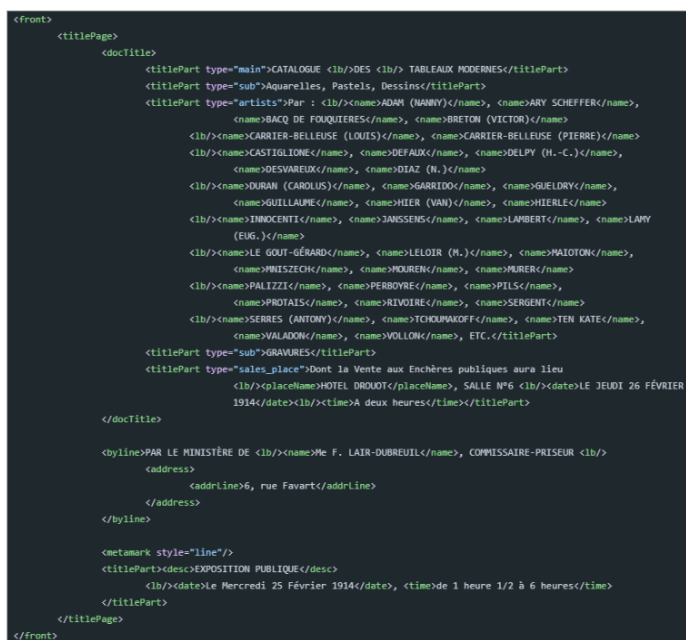 <front>
<titlePage>
<docTitle>
<titlePart type="main">CATALOGUE <lb/>DES <lb/> TABLEAUX MODERNES</titlePart>
<titlePart type="sub">Aquarelles, Pastels, Dessins</titlePart>
<titlePart type="artists">Par : <lb/><name>ADAM (NANNY)</name>, <name>ARY SCHEFFER</name>,
<name>BACQ DE FOUQUIERES</name>, <name>BRETON (VICTOR)</name>
<lb/><name>CARRIER-BELLEUSE (LOUIS)</name>, <name>CARRIER-BELLEUSE (PIERRE)</name>
<lb/><name>CASTIGLIONE</name>, <name>DEFAUX</name>, <name>DELPY (H.-C.)</name>,
<name>DESVAREUX</name>, <name>DIAZ (N.)</name>
<lb/><name>DURAN (CAROLUS)</name>, <name>GARRIDO</name>, <name>GUELDRY</name>,
<name>GUILLAUME</name>, <name>HIER (VAN)</name>, <name>HIERLE</name>
<lb/><name>INNOCENTI</name>, <name>JANSSENS</name>, <name>LAMBERT</name>, <name>LAMY
(EUG.)</name>
<lb/><name>LE GOUT-GÉRARD</name>, <name>LELOIR (M.)</name>, <name>MAIOTON</name>,
<name>MNISZECH</name>, <name>MOUREN</name>, <name>MURER</name>
<lb/><name>PALIZZI</name>, <name>PERBOYRE</name>, <name>PILS</name>,
<name>PROTAIS</name>, <name>RIVOIRE</name>, <name>SERGENT</name>
<lb/><name>SERRES (ANTONY)</name>, <name>TCHOUMAKOFF</name>, <name>TEN KATE</name>,
<name>VALADON</name>, <name>VOLLON</name>, ETC.</titlePart>
<titlePart type="sub">GRAVURES</titlePart>
<titlePart type="sales_place">Dont la Vente aux Enchères publiques aura lieu
<lb/><placeName>HOTEL DROUOT</placeName>, SALLE N°6 <lb/><date>LE JEUDI 26 FÉVRIER
1914</date><lb/><time>A deux heures</time></titlePart>
</docTitle>
<byline>PAR LE MINISTÈRE DE <lb/><name>Me F. LAIR-DUBREUIL</name>, COMMISSAIRE-PRISEUR <lb/>
<address>
<addrLine>6, rue Favart</addrLine>
</address>
</byline>
<metamark style="line"/>
<titlePart><desc>EXPOSITION PUBLIQUE</desc>
<lb/><date>Le Mercredi 25 Février 1914</date>, <time>de 1 heure 1/2 à 6 heures</time>
</titlePart>
</titlePage>
</front>